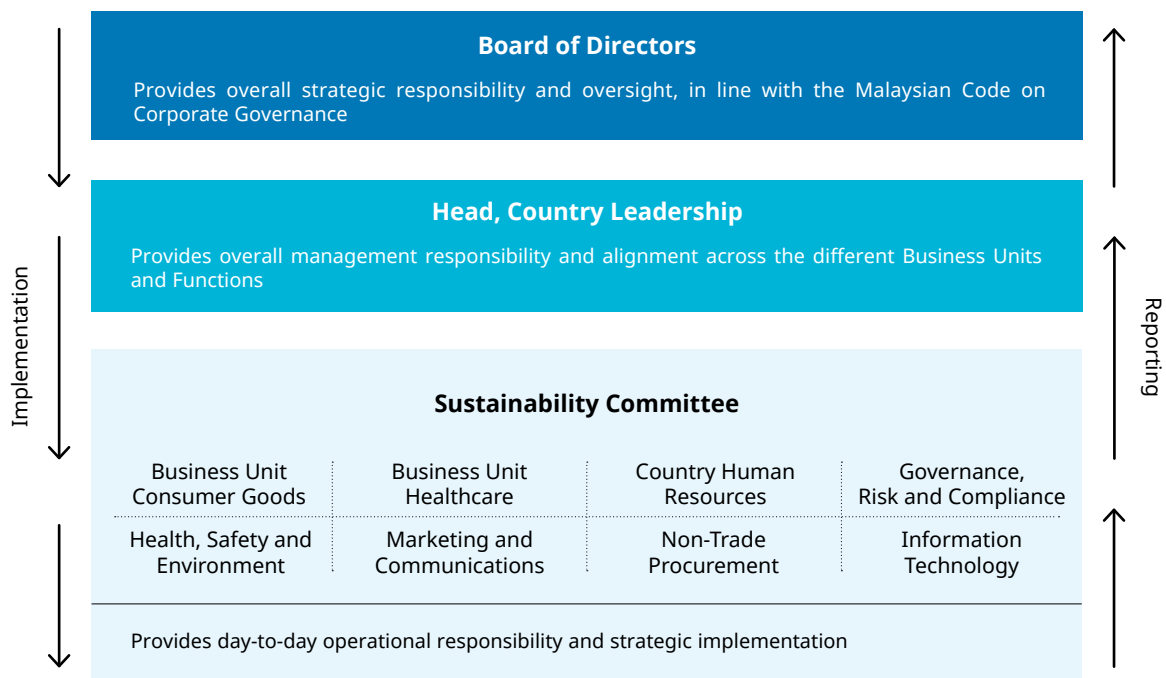 Board of Directors
Provides overall strategic responsibility and oversight, in line with the Malaysian Code on
Corporate Governance
Head, Country Leadership
Provides overall management responsibility and alignment across the different Business Units
and Functions
Implementation
Reporting
Sustainability Committee
Business Unit
Consumer Goods
Business Unit
Healthcare
Country Human
Resources
Governance,
Risk and Compliance
Health, Safety and
Environment
Marketing and
Communications
Non-Trade
Procurement
Information
Technology
Provides day-to-day operational responsibility and strategic implementation